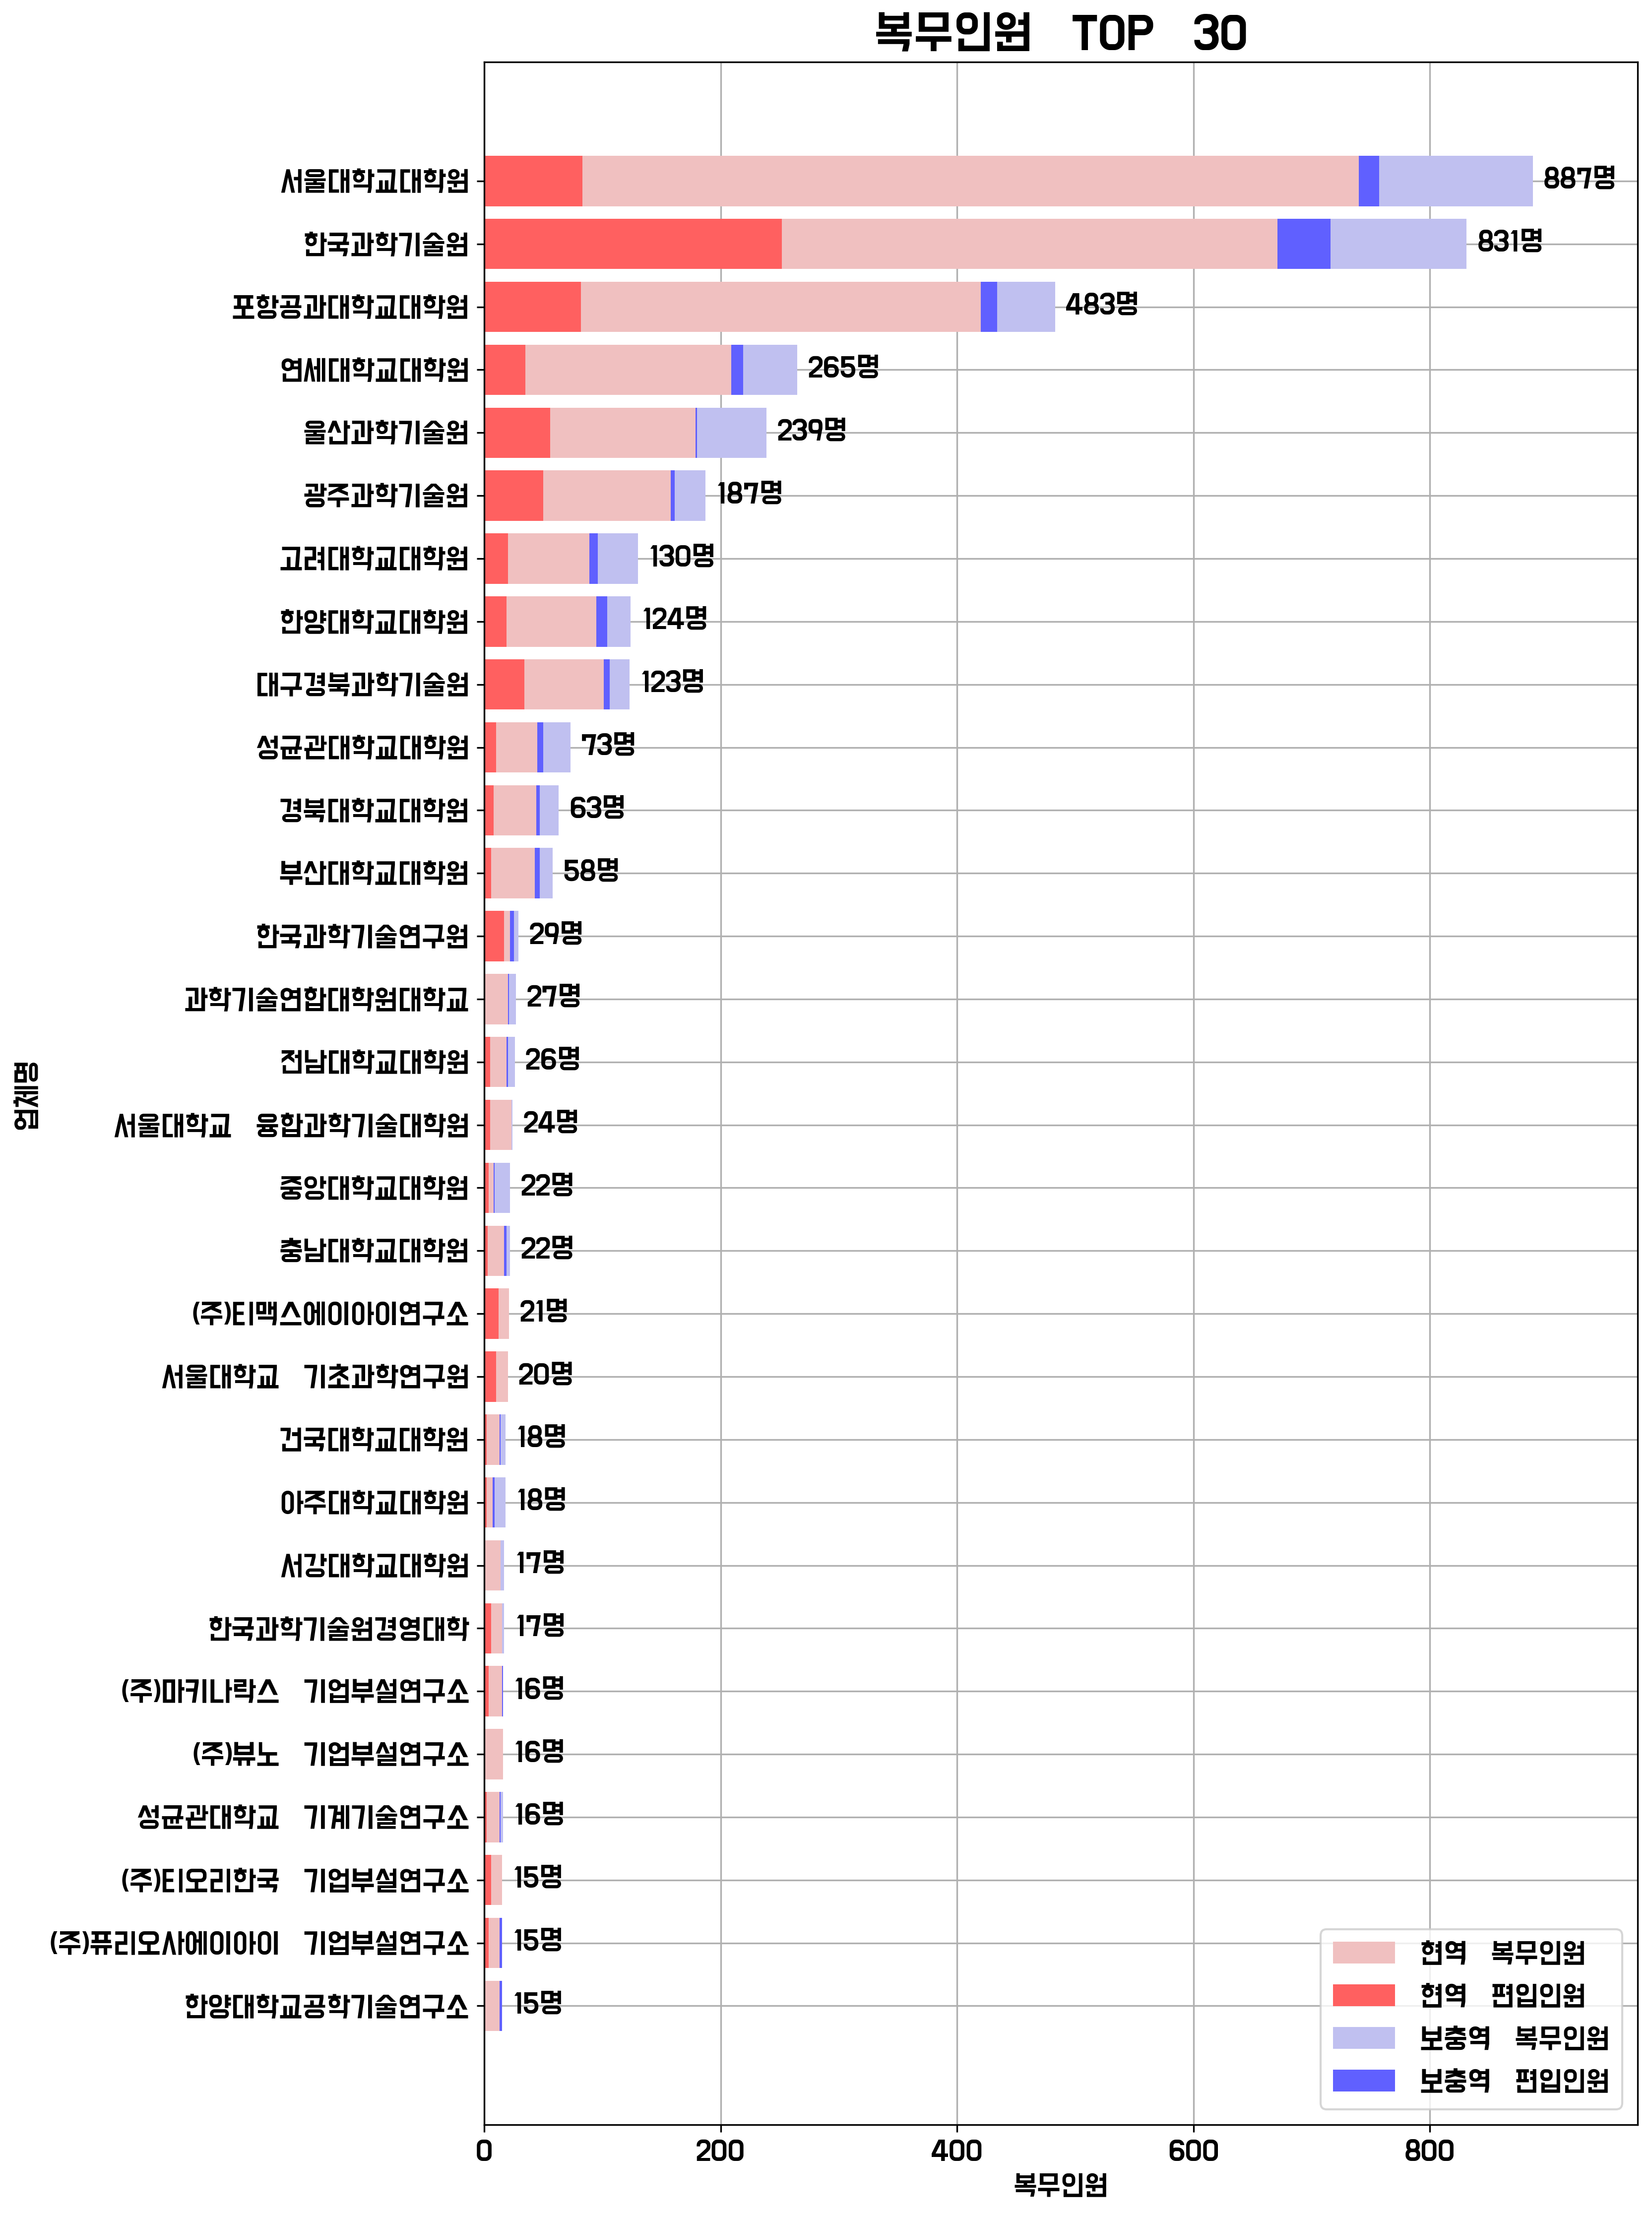 복무인원 TOP 30
서울대학교대학원 887명
한국과학기술원 831명
포항공과대학교대학원 483명
연세대학교대학원 265명
울산과학기술원 239명
광주과학기술원 187명
고려대학교대학원 130명
한양대학교대학원 124명
대구경북과학기술원 123명
성균관대학교대학원 73명
경북대학교대학원 63명
부산대학교대학원 58명
한국과학기술연구원 29명
과학기술연합대학원대학교 27명
전남대학교대학원 26명
서울대학교 융합과학기술대학원 24명
중앙대학교대학원 22명
충남대학교대학원 22명
(주)티맥스에이아이연구소 21명
서울대학교 기초과학연구원 20명
건국대학교대학원 18명
아주대학교대학원 18명
서강대학교대학원 17명
한국과학기술원경영대학 17명
(주)마키나락스 기업부설연구소 16명
(주)뷰노 기업부설연구소 16명
성균관대학교 기계기술연구소 16명
(주)티오리한국 기업부설연구소 15명
(주)퓨리오사에이아이 기업부설연구소 15명
한양대학교공학기술연구소 15명
업체명
현역 복무인원
현역 편입인원
보충역 복무인원
보충역 편입인원
0 200 400 600 800
복무인원